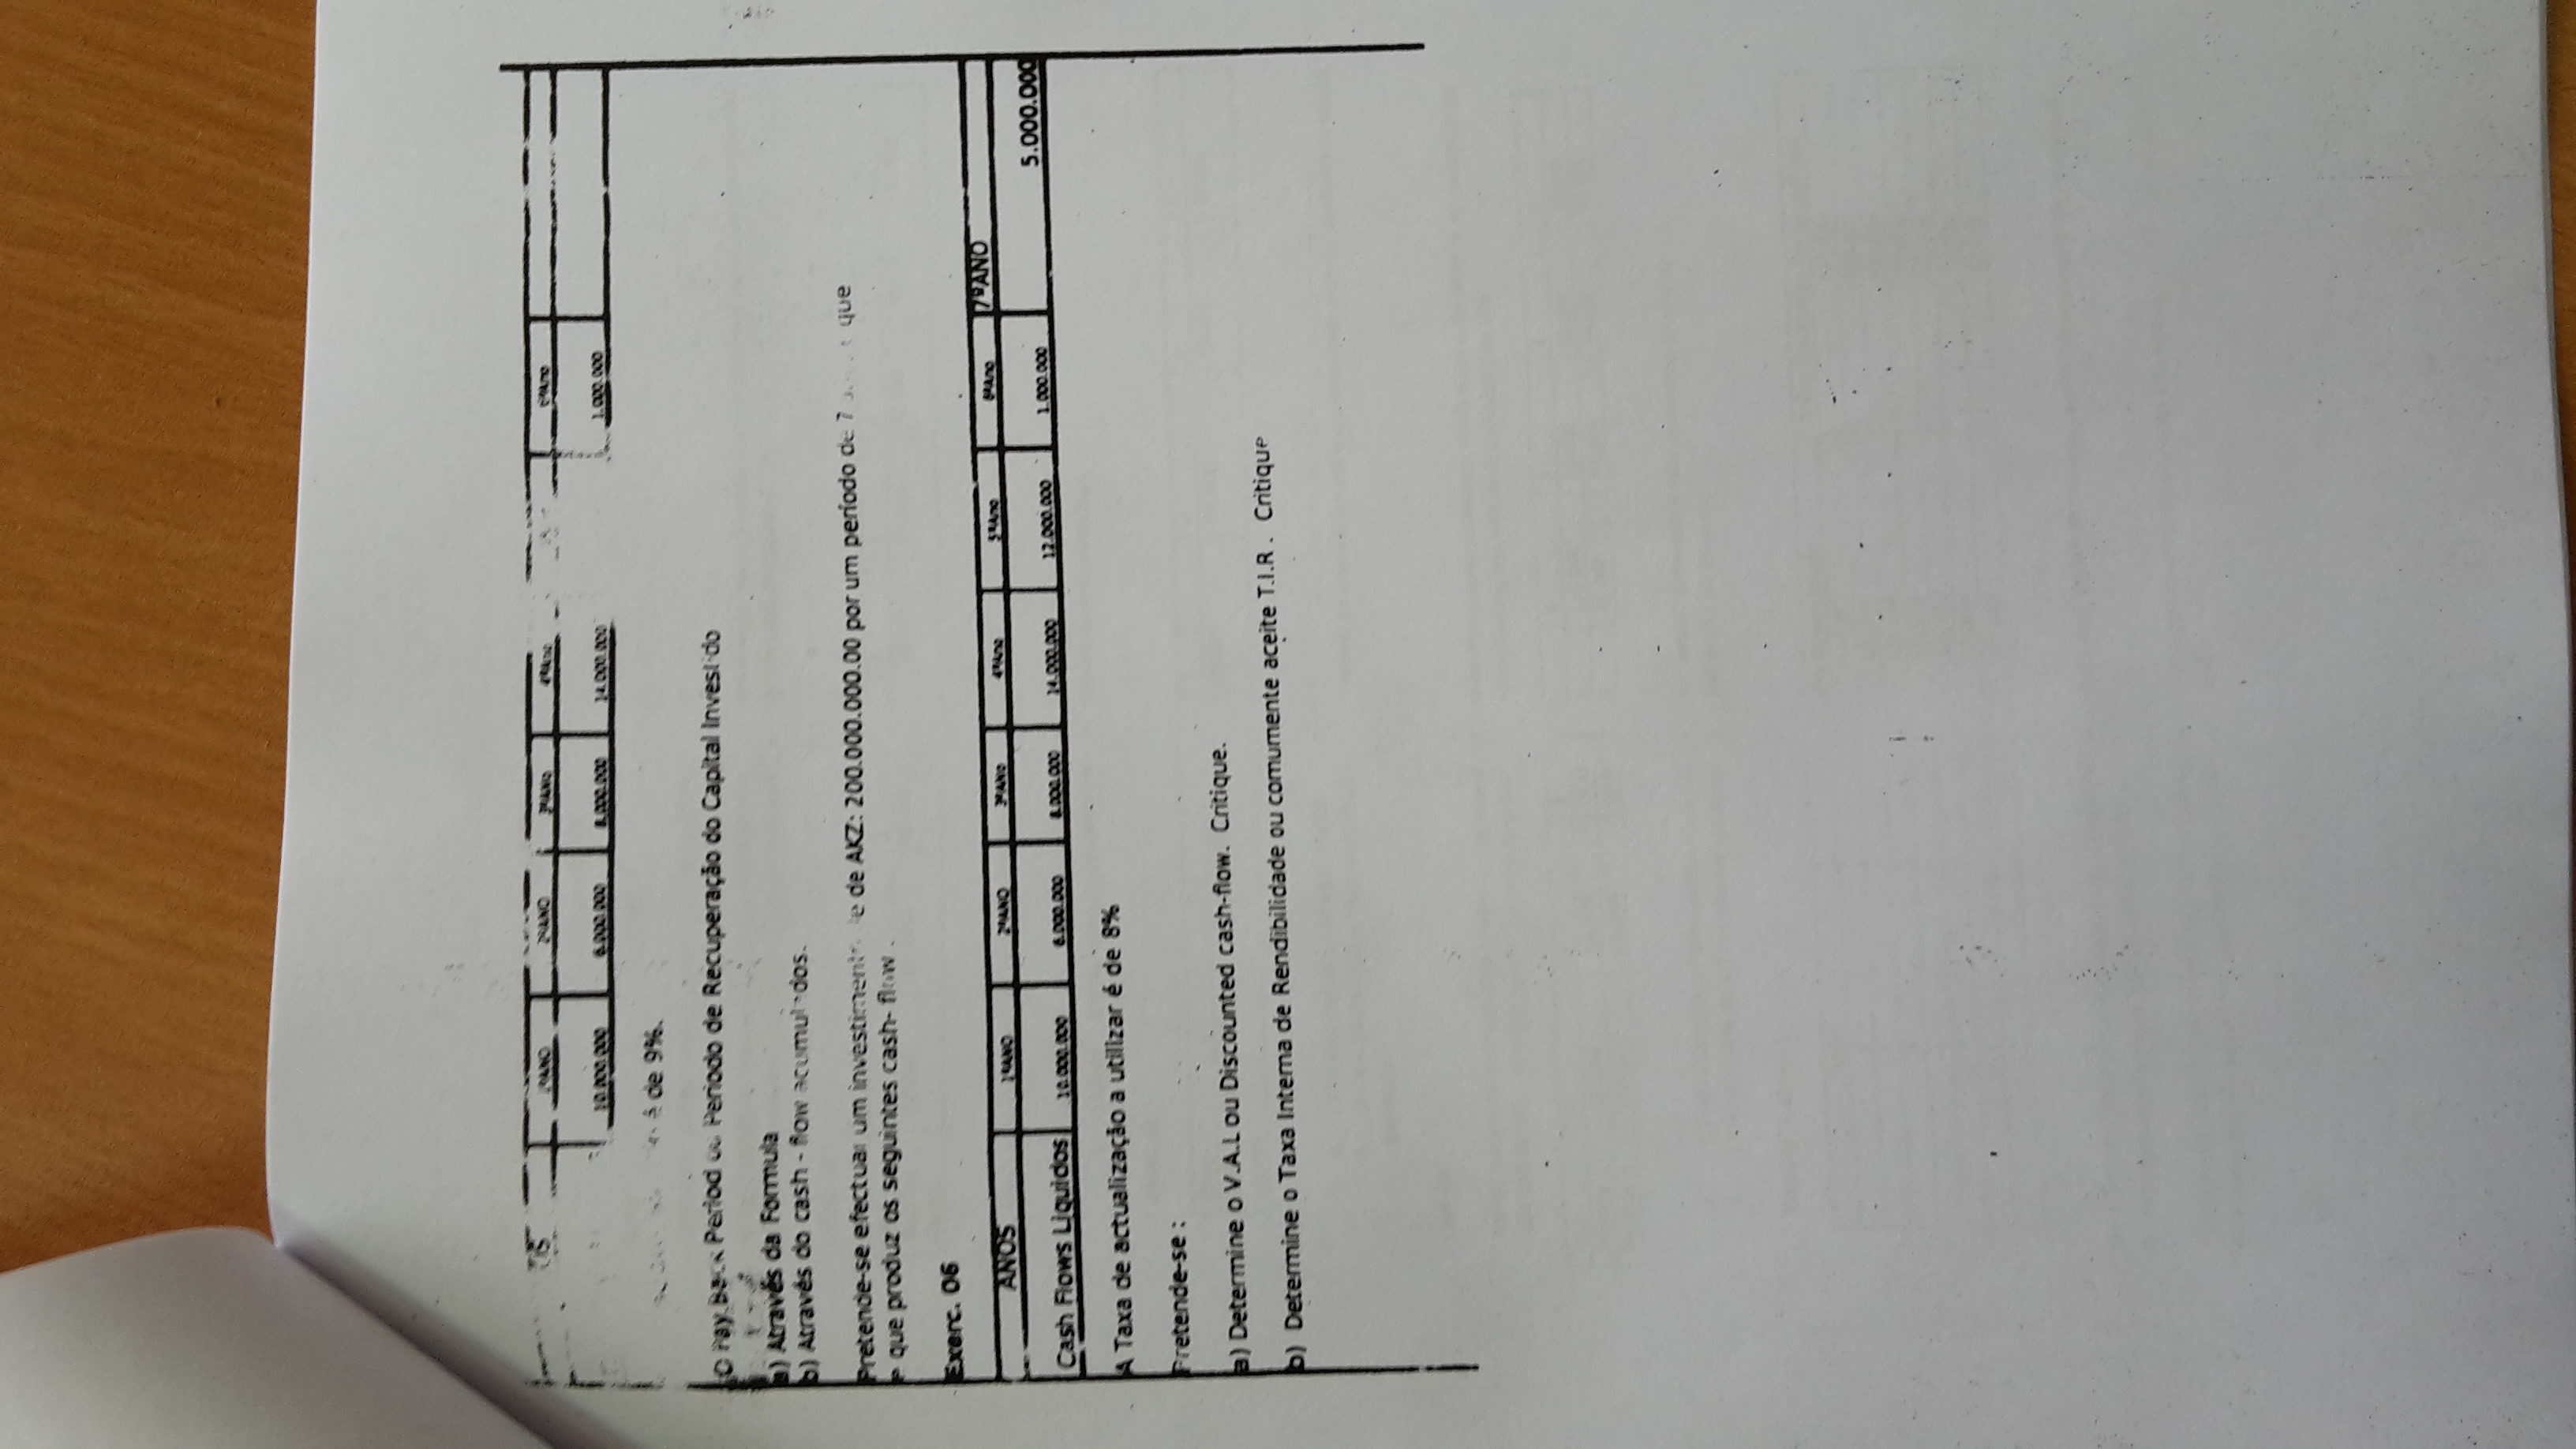 1ºANO 2ºANO 3ºANO 4ºAno 6ºAno
10.000.000 6.000.000 8.000.000 14.000.000 1.000.000
é de 9%.
O Pay Back Period ou Periodo de Recuperação do Capital Investido
a) Através da Formula
b) Através do cash - flow acumulados.
Pretende-se efectuar um investimento de AKZ: 200.000.000.00 por um período de 7 que
e que produz os seguintes cash- flow .
Exerc. 06
ANOS 1ºANO 2ºANO 3ºANO 4ºAno 5ºAno 6ºAno 7ºANO
Cash Flows Liquidos 10.000.000 6.000.000 8.000.000 14.000.000 12.000.000 1.000.000 5.000.000
A Taxa de actualização a utilizar é de 8%
Pretende-se :
a) Determine o V.A.L ou Discounted cash-flow. Critique.
b) Determine o Taxa Interna de Rendibilidade ou comumente aceite T.I.R . Critique